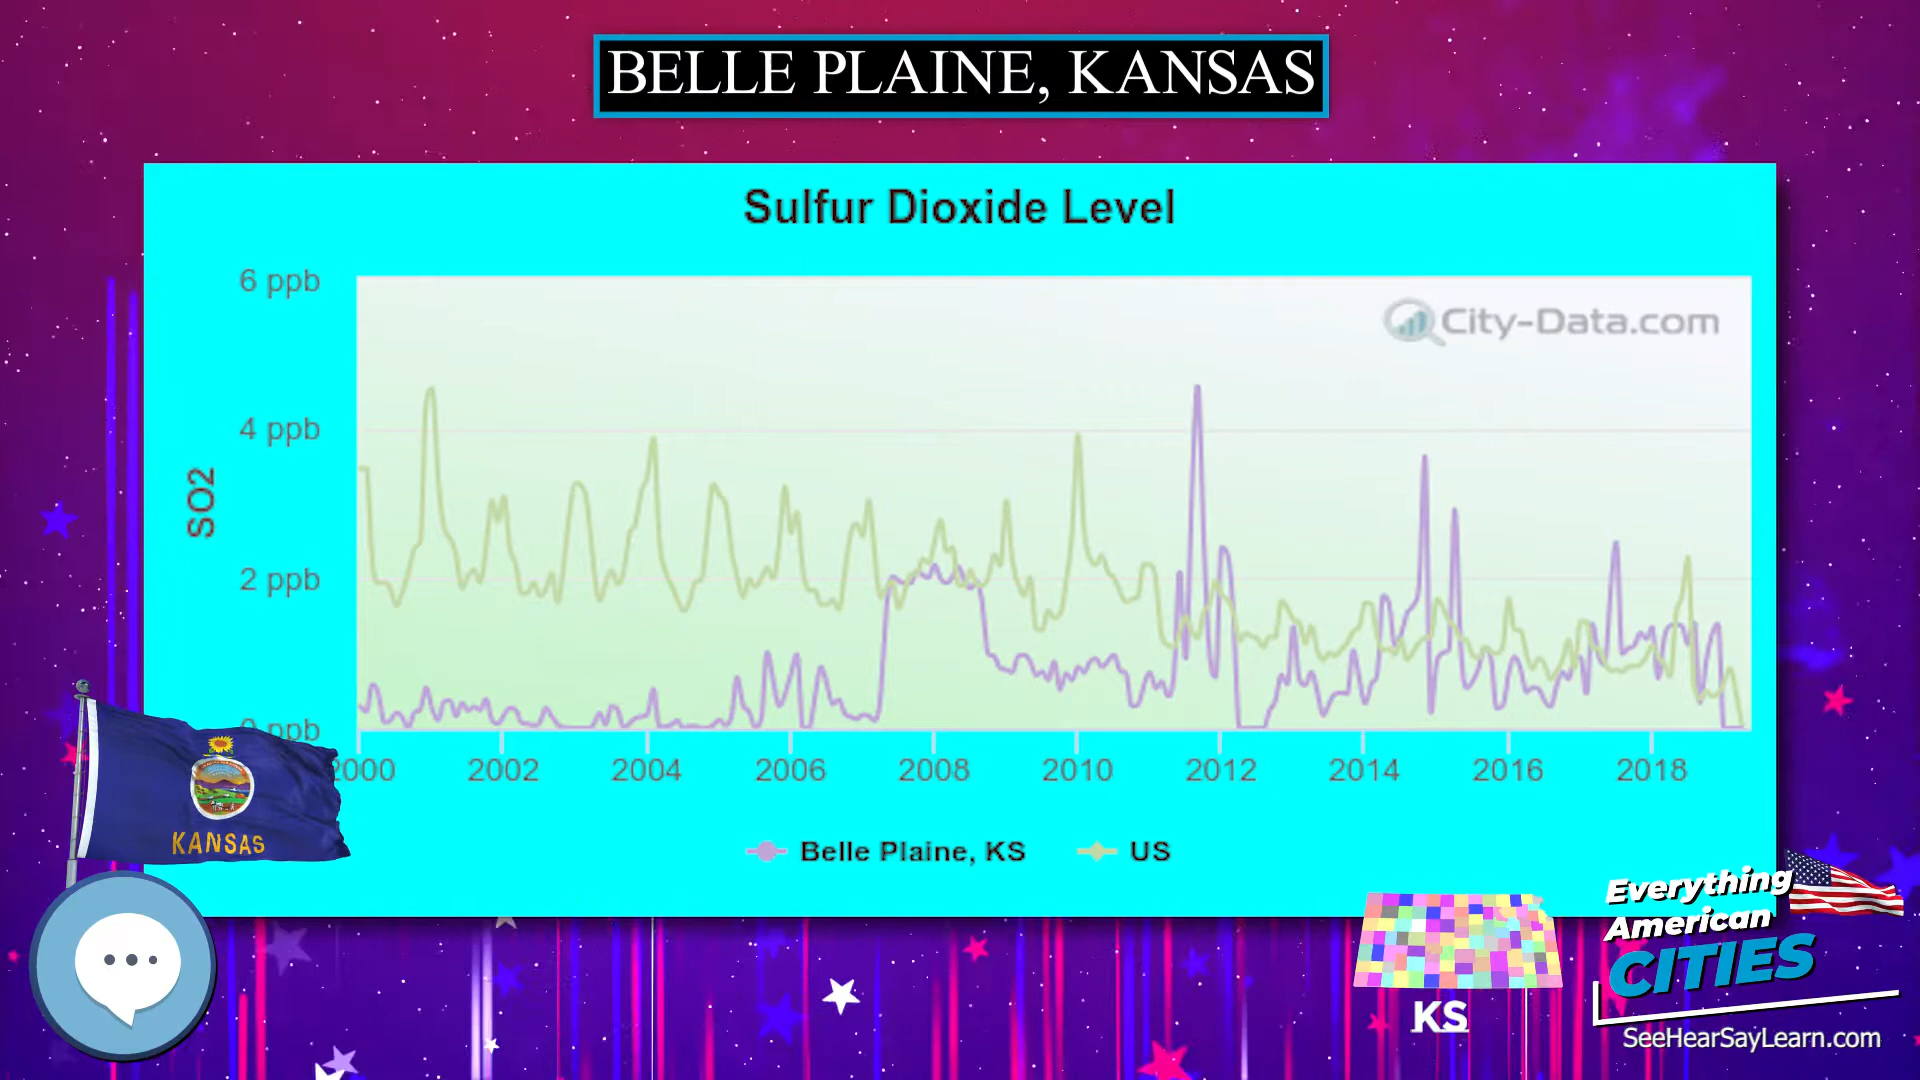 BELLE PLAINE, KANSAS
Sulfur Dioxide Level
6 ppb
City-Data.com
4 ppb
SO2
2 ppb
ppb
2002
2004
2006
2008
2010
2012
2014
2016
2018
KANSAS
Belle Plaine, KS
US
Everything
American
CITIES
KS
SeeHearSayLearn.com